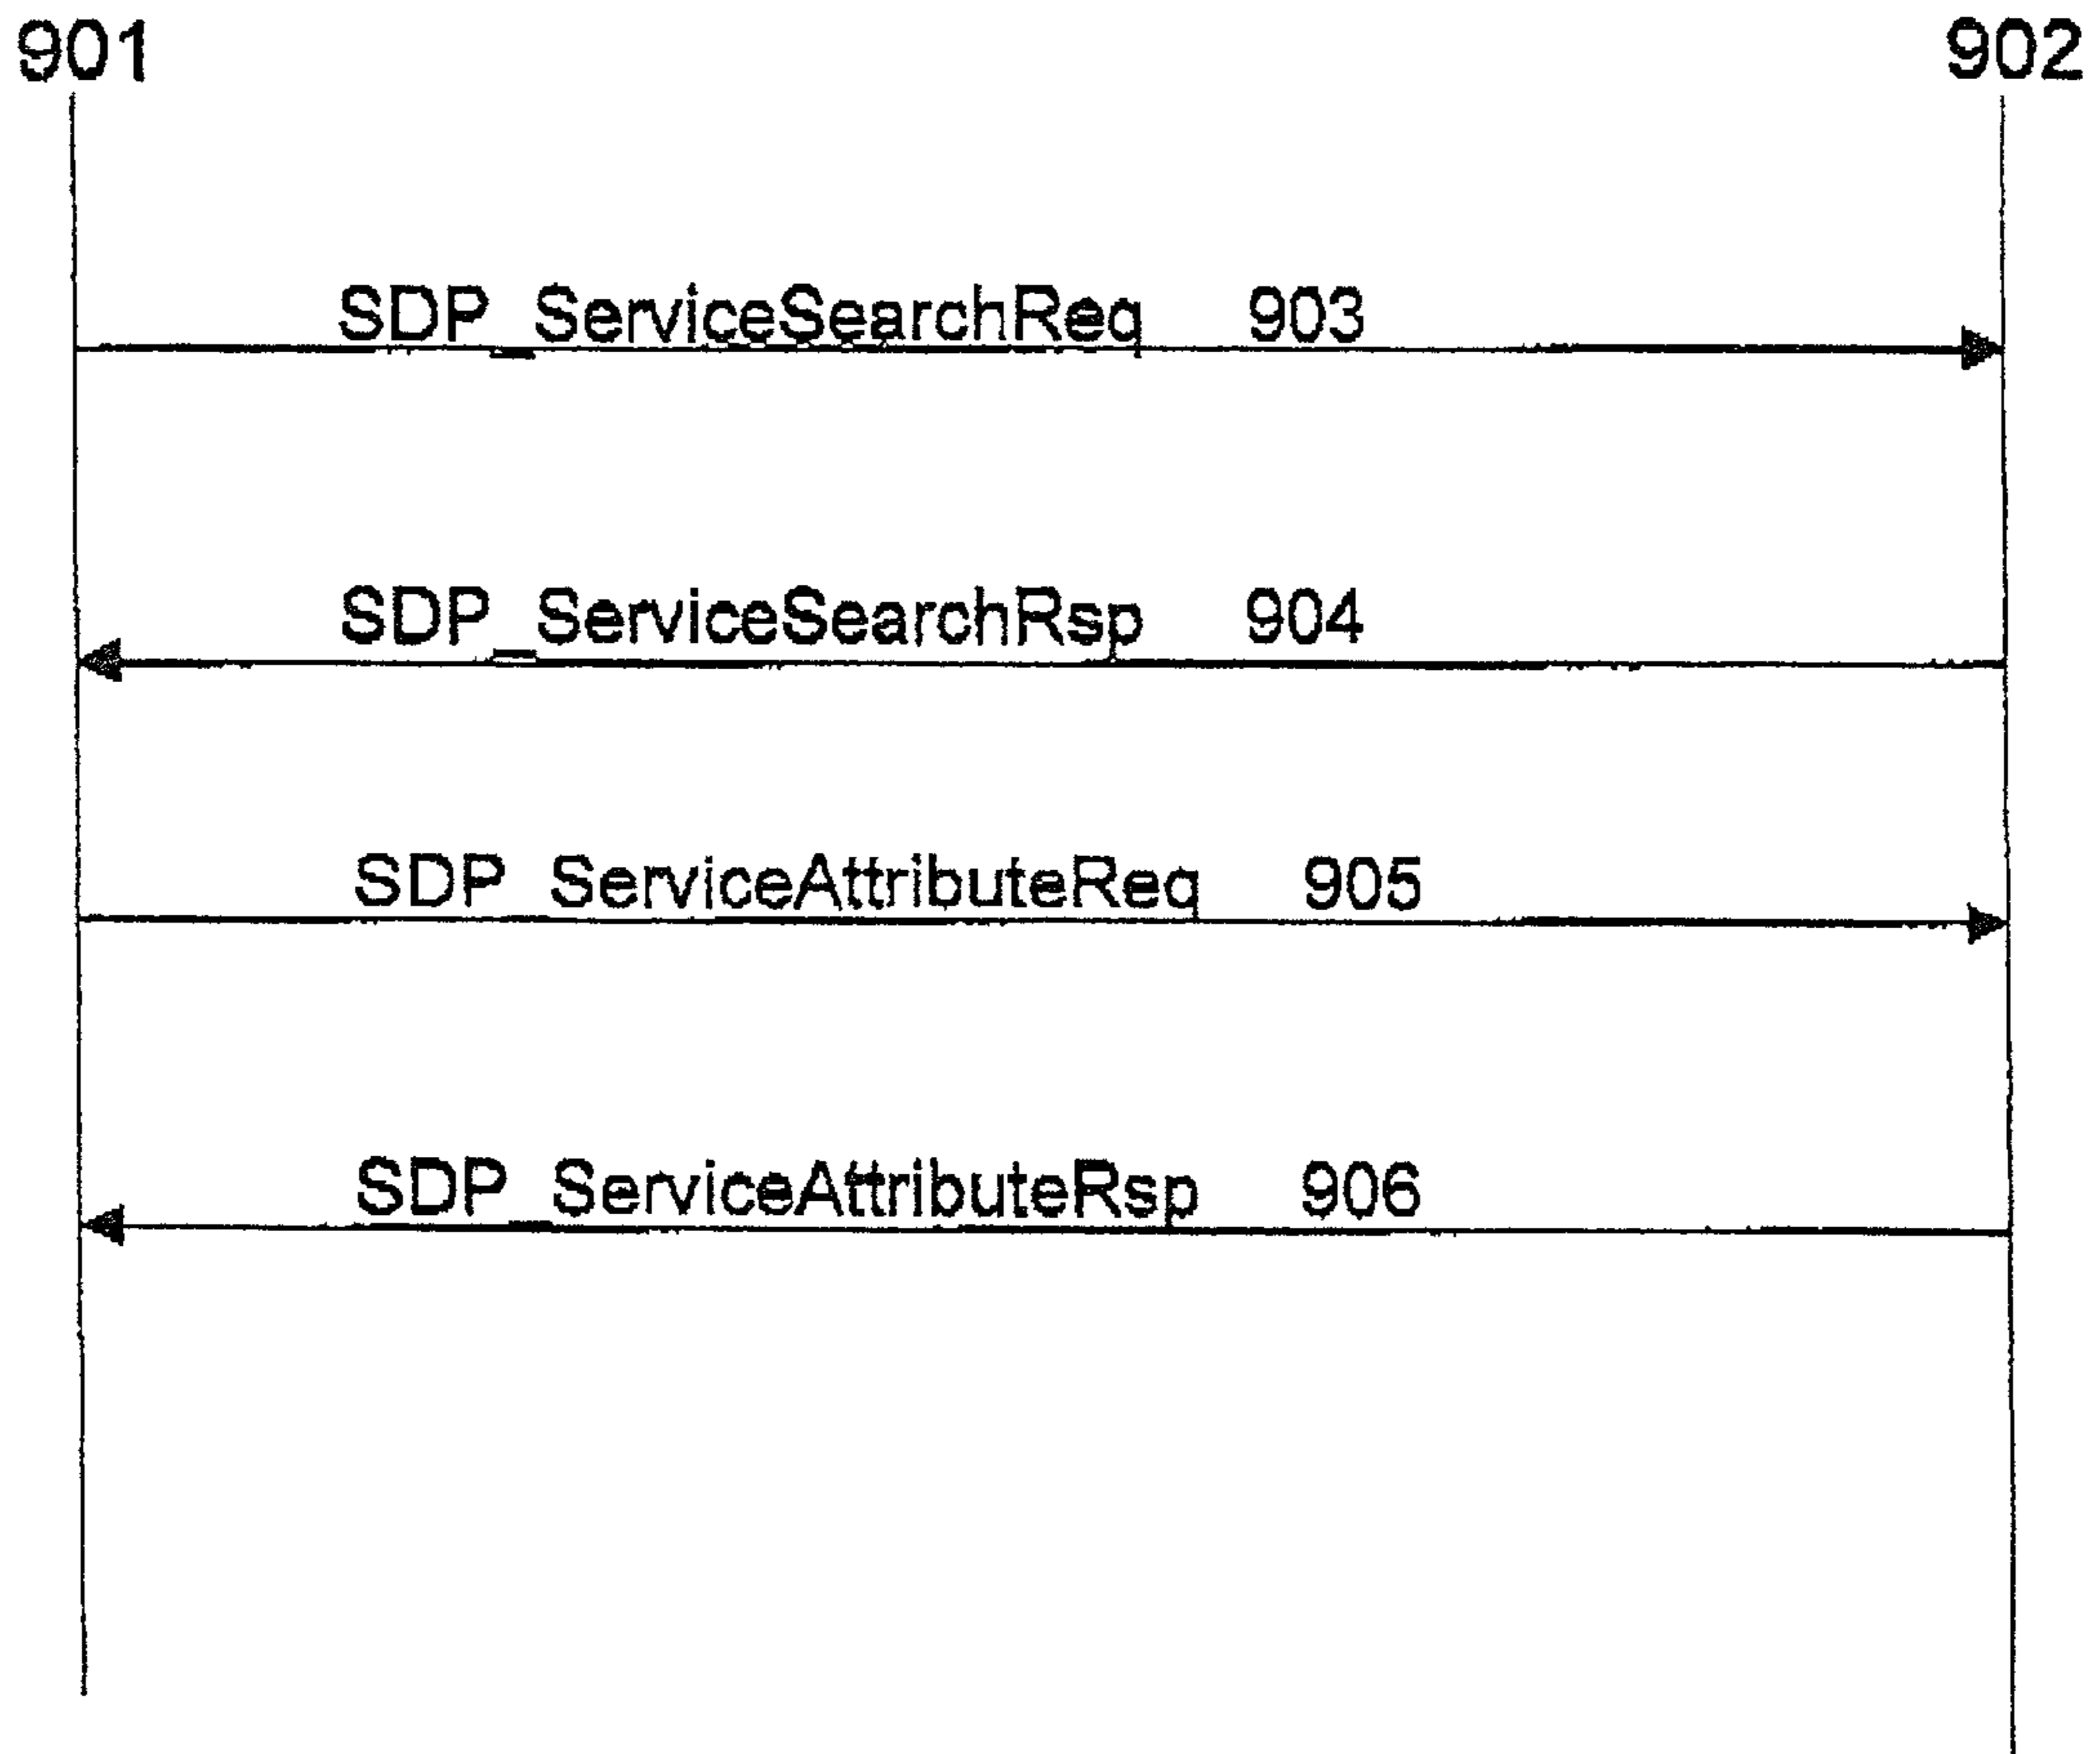 901 902
SDP_ServiceSearchReq 903
SDP_ServiceSearchRsp 904
SDP_ServiceAttributeReq 905
SDP_ServiceAttributeRsp 906